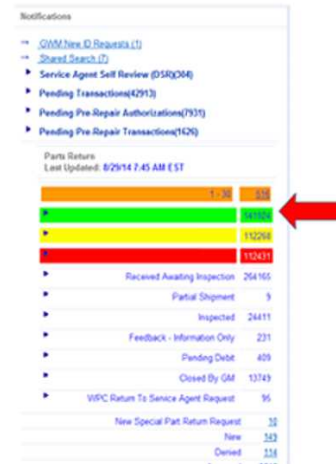 Notifications
GWM New ID Requests (1)
Shared Search (7)
Service Agent Self Review (DSR)(304)
Pending Transactions(42913)
Pending Pre-Repair Authorizations(7931)
Pending Pre-Repair Transactions(1626)
Parts Return
Last Updated: 8/29/14 7:45 AM EST
1 - 30 516
141924
112268
112431
Received Awaiting Inspection 264165
Partial Shipment 9
Inspected 24411
Feedback - Information Only 231
Pending Debit 409
Closed By GM 13749
WPC Return To Service Agent Request 95
New Special Part Return Request 10
New 149
Denied 114